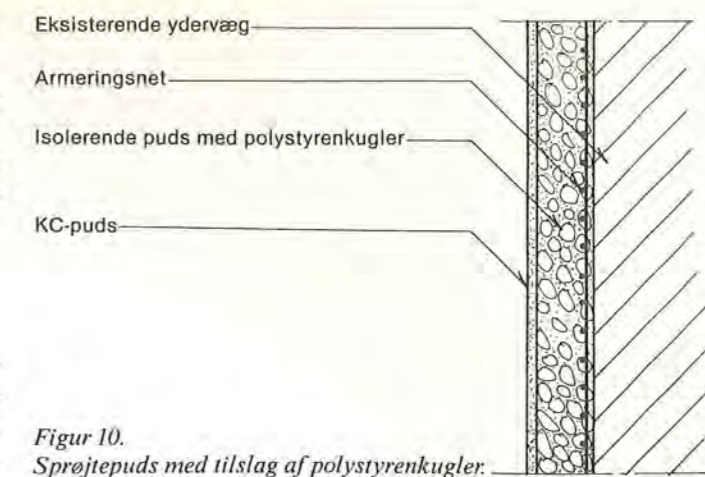 Eksisterende ydervæg
Armeringsnet
Isolerende puds med polystyrenkugler
KC-puds
Figur 10.
Sprøjtepuds med tilslag af polystyrenkugler.